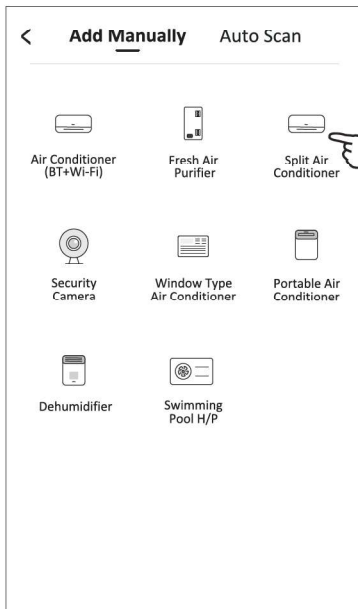 Add Manually Auto Scan
Air Conditioner
(BT+Wi-Fi)
Fresh Air
Purifier
Split Air
Conditioner
Security
Camera
Window Type
Air Conditioner
Portable Air
Conditioner
Dehumidifier
Swimming
Pool H/P